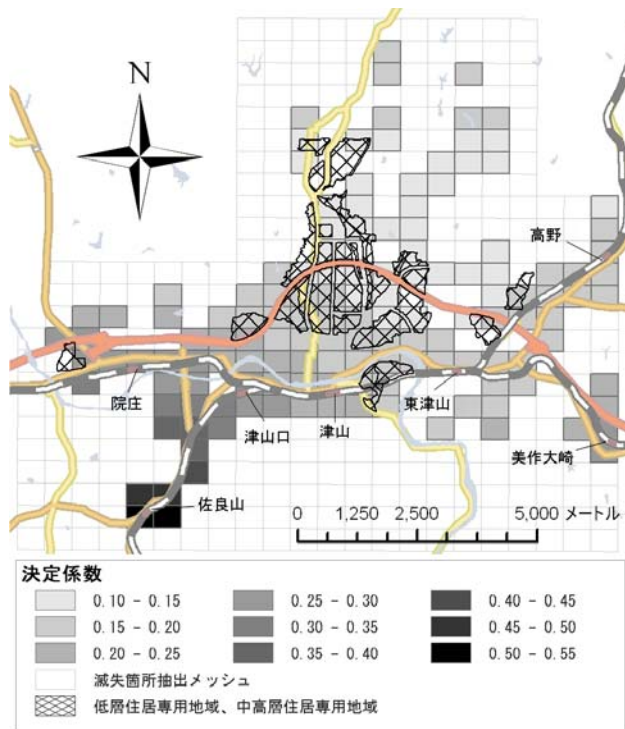 N
高野
院庄
津山口
津山
東津山
美作大崎
佐良山
0 1,250 2,500 5,000 メートル
決定係数
0.10 - 0.15 0.25 - 0.30 0.40 - 0.45
0.15 - 0.20 0.30 - 0.35 0.45 - 0.50
0.20 - 0.25 0.35 - 0.40 0.50 - 0.55
滅失箇所抽出メッシュ
低層住居専用地域、中高層住居専用地域